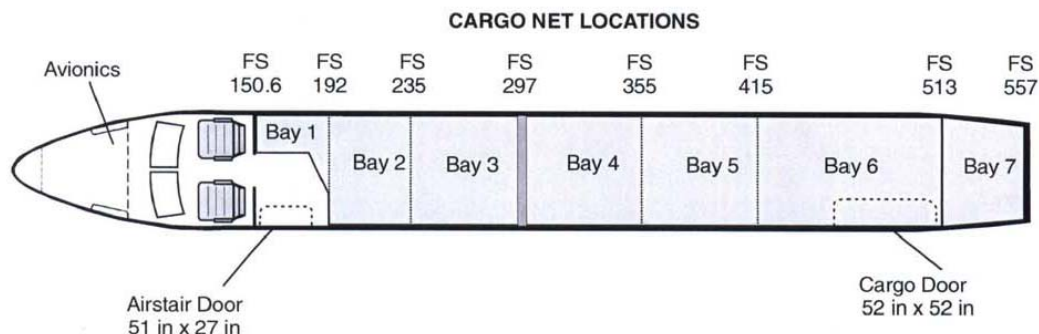 CARGO NET LOCATIONS
Avionics
FS 150.6
FS 192
FS 235
FS 297
FS 355
FS 415
FS 513
FS 557
Bay 1
Bay 2
Bay 3
Bay 4
Bay 5
Bay 6
Bay 7
Airstair Door
51 in x 27 in
Cargo Door
52 in x 52 in